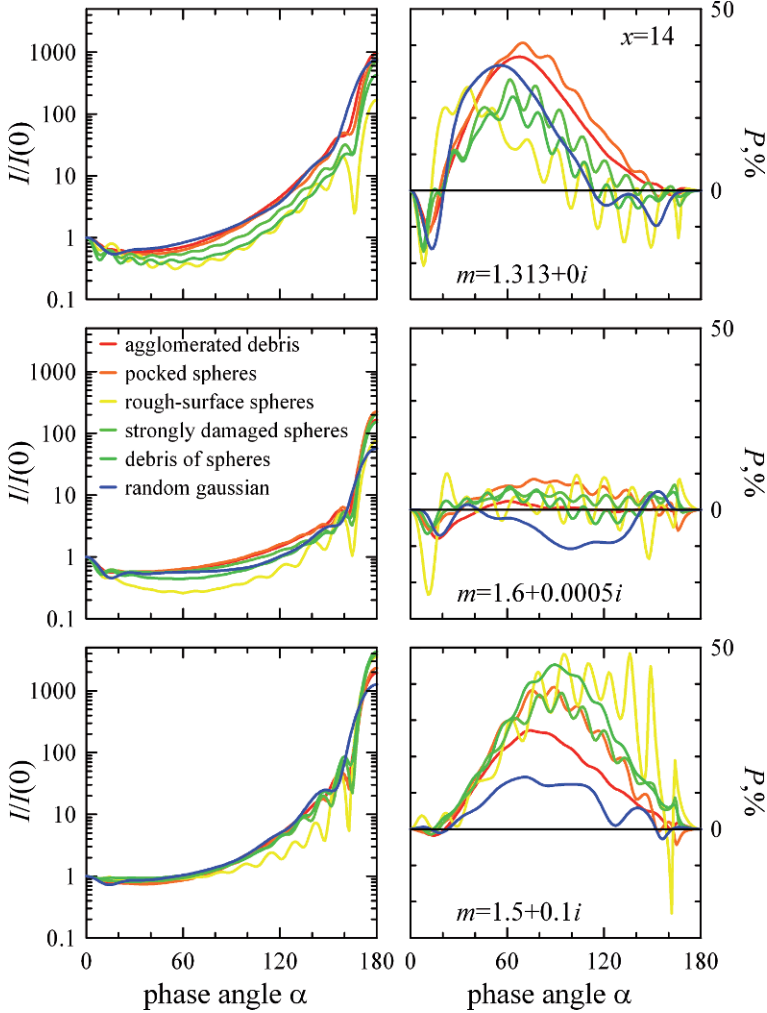 1000
100
10
1
0.1
I/I(0)
50
0
P,%
x=14
m=1.313+0i
1000
100
10
1
0.1
I/I(0)
agglomerated debris
pocked spheres
rough-surface spheres
strongly damaged spheres
debris of spheres
random gaussian
50
0
P,%
m=1.6+0.0005i
1000
100
10
1
0.1
I/I(0)
0 60 120 180
phase angle α
50
0
P,%
m=1.5+0.1i
0 60 120 180
phase angle α